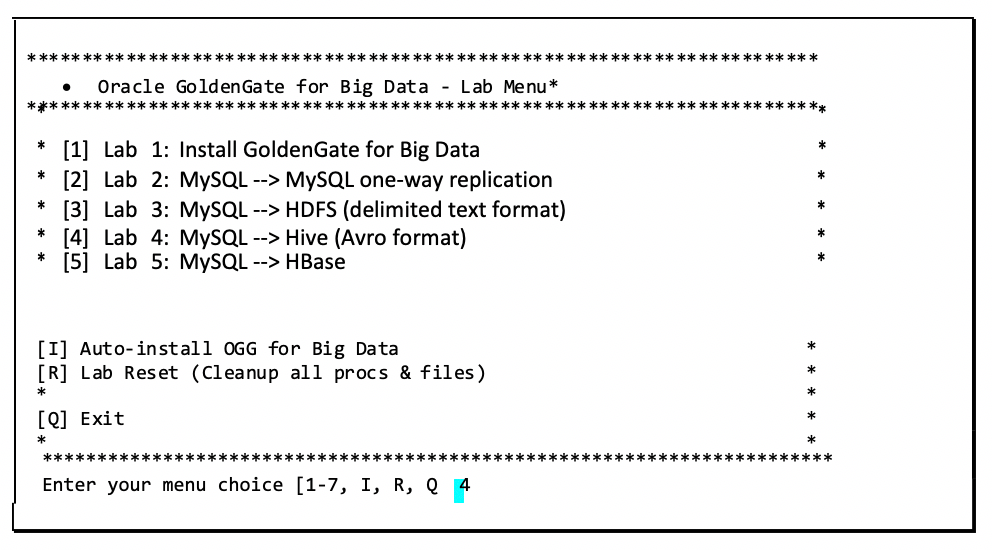 *************************************************************************
• Oracle GoldenGate for Big Data - Lab Menu*
*************************************************************************
* *
* [1] Lab 1: Install GoldenGate for Big Data *
* [2] Lab 2: MySQL --> MySQL one-way replication *
* [3] Lab 3: MySQL --> HDFS (delimited text format) *
* [4] Lab 4: MySQL --> Hive (Avro format) *
* [5] Lab 5: MySQL --> HBase *
[I] Auto-install OGG for Big Data *
[R] Lab Reset (Cleanup all procs & files) *
* *
[Q] Exit *
* *
*************************************************************************
Enter your menu choice [1-7, I, R, Q 4